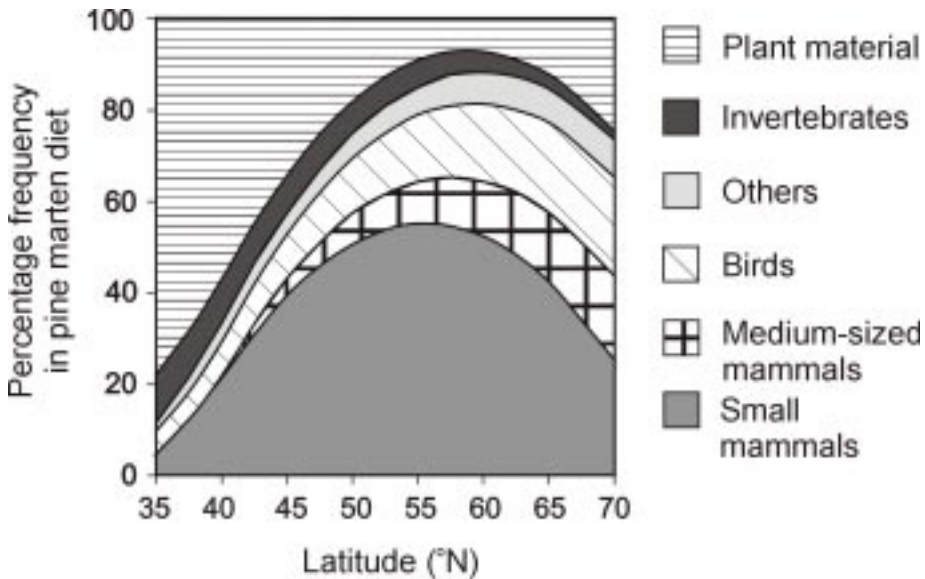 Percentage frequency
in pine marten diet
100
80
60
40
20
0
35 40 45 50 55 60 65 70
Latitude (°N)
Plant material
Invertebrates
Others
Birds
Medium-sized
mammals
Small
mammals